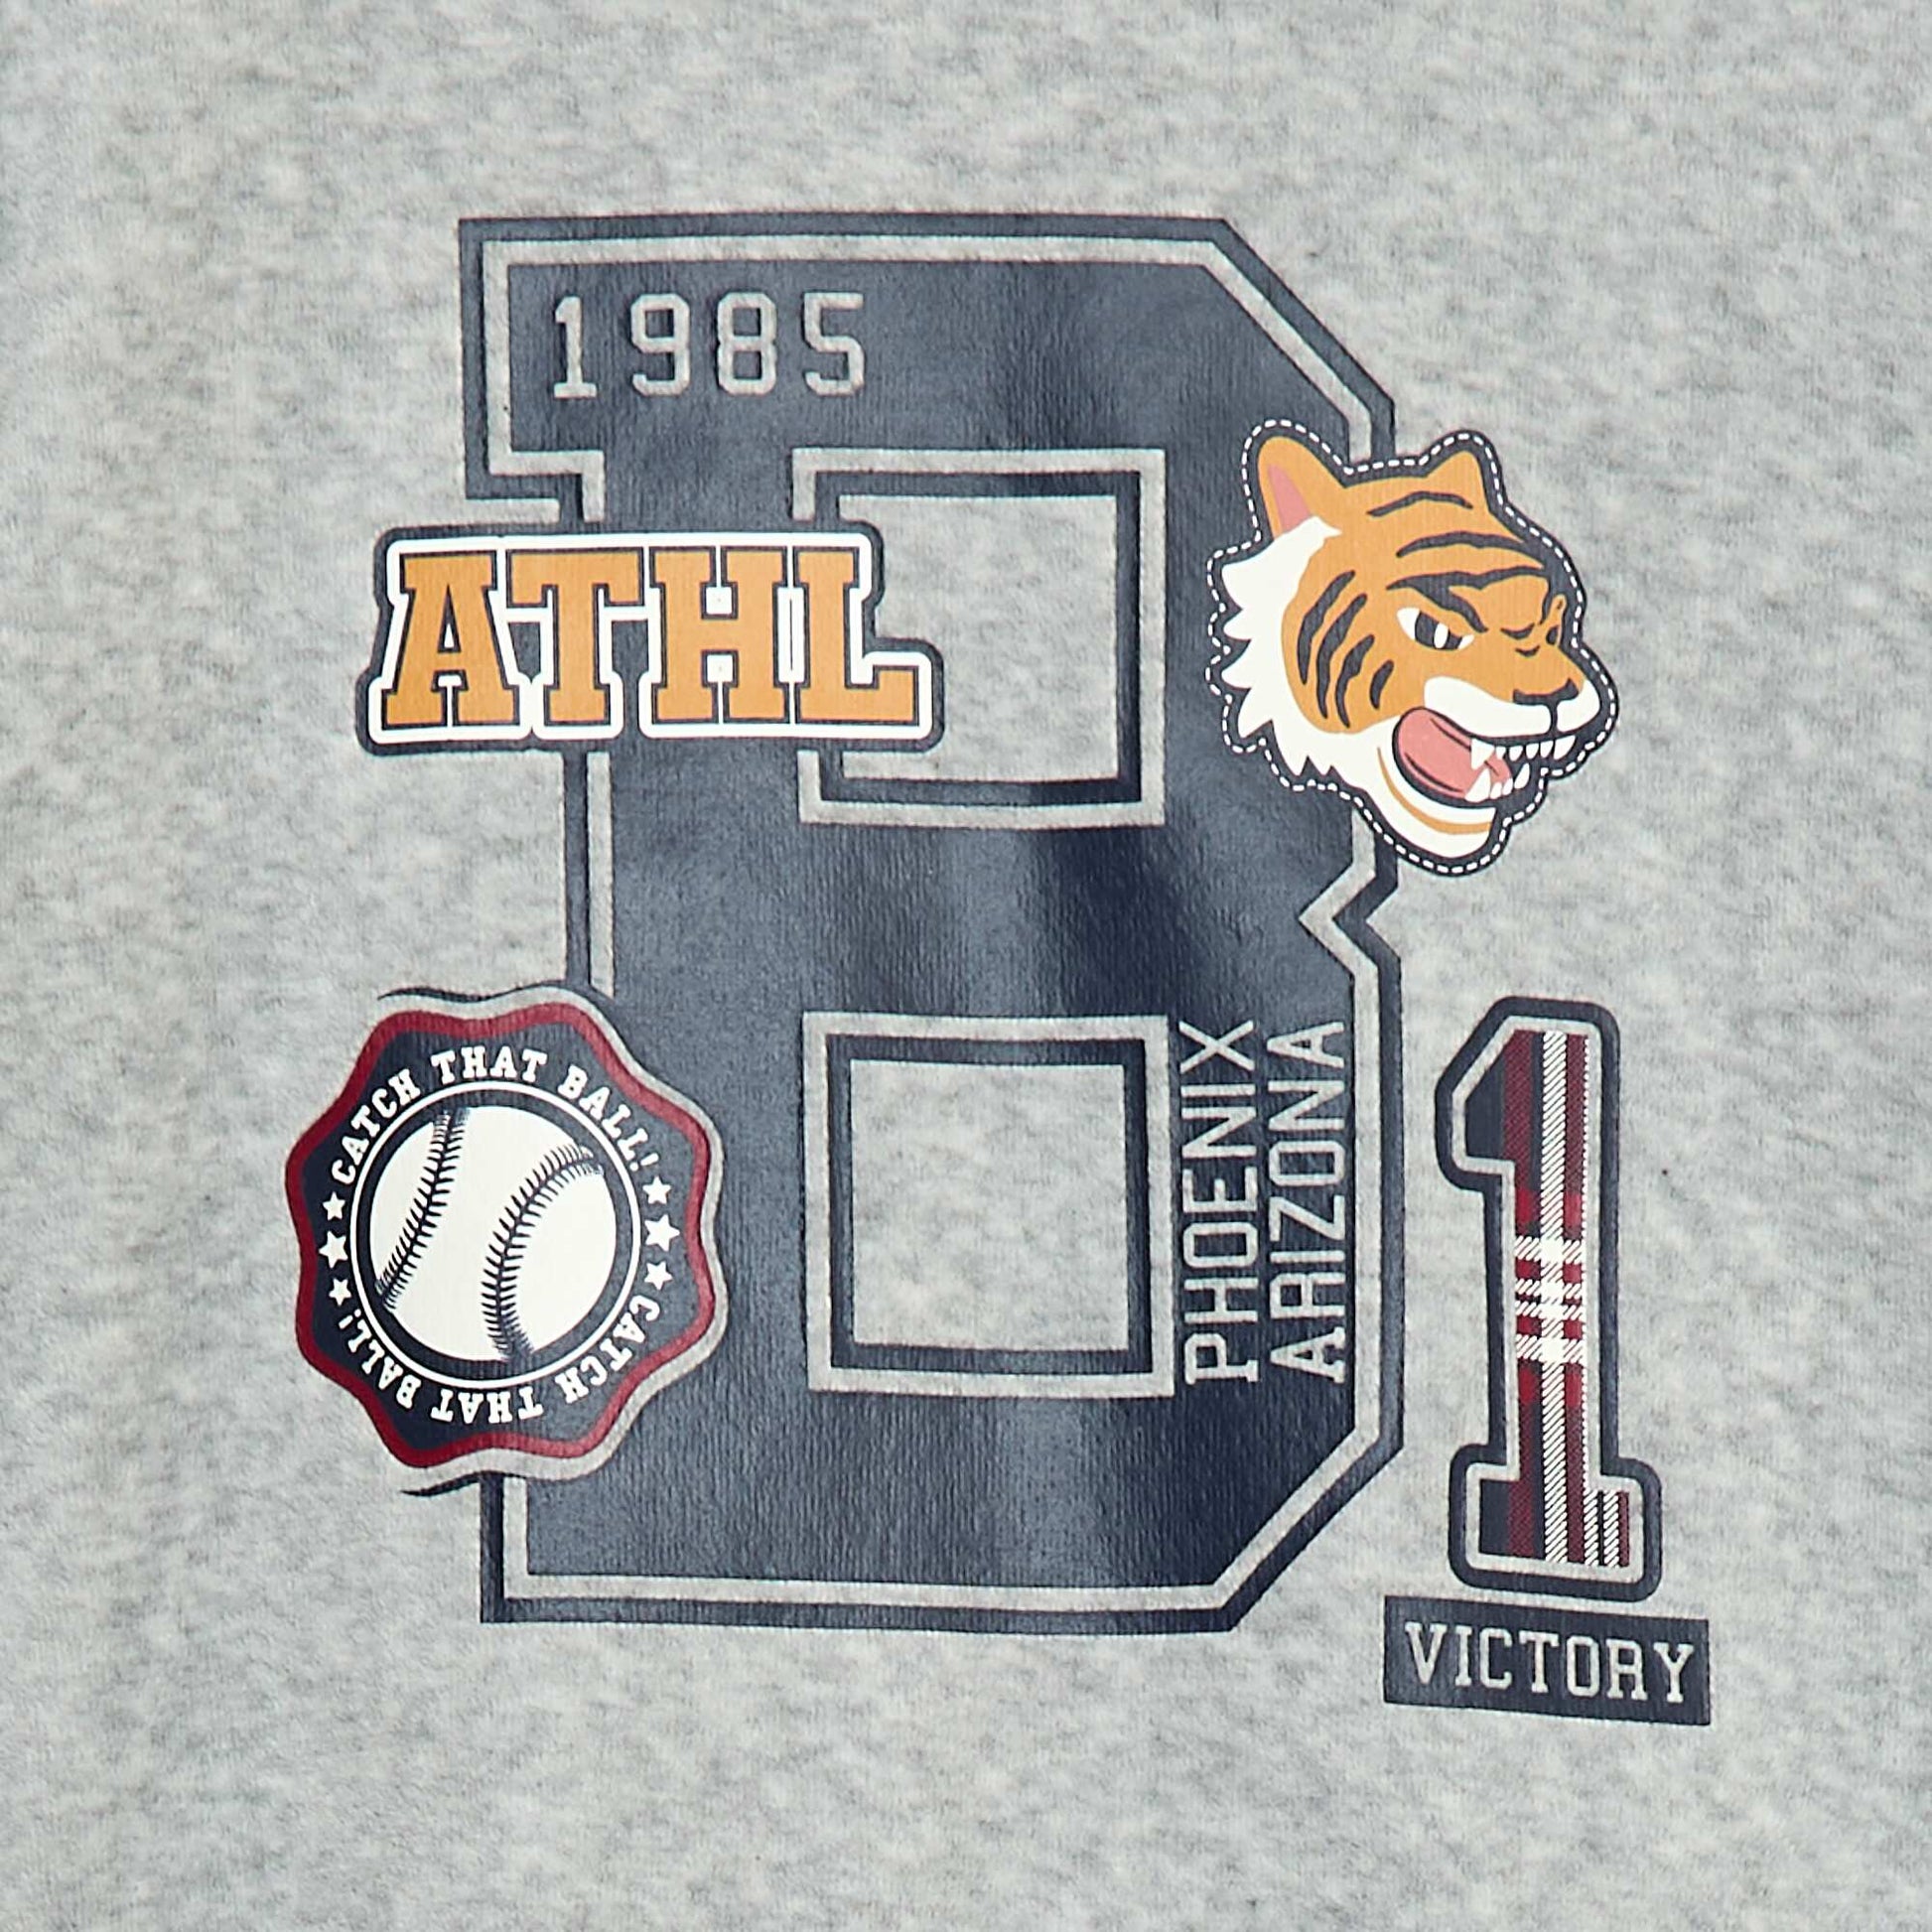 1985
B
ATHL
CATCH THAT BALL!
CATCH THAT BALL!
PHOENIX
ARIZONA
1
VICTORY